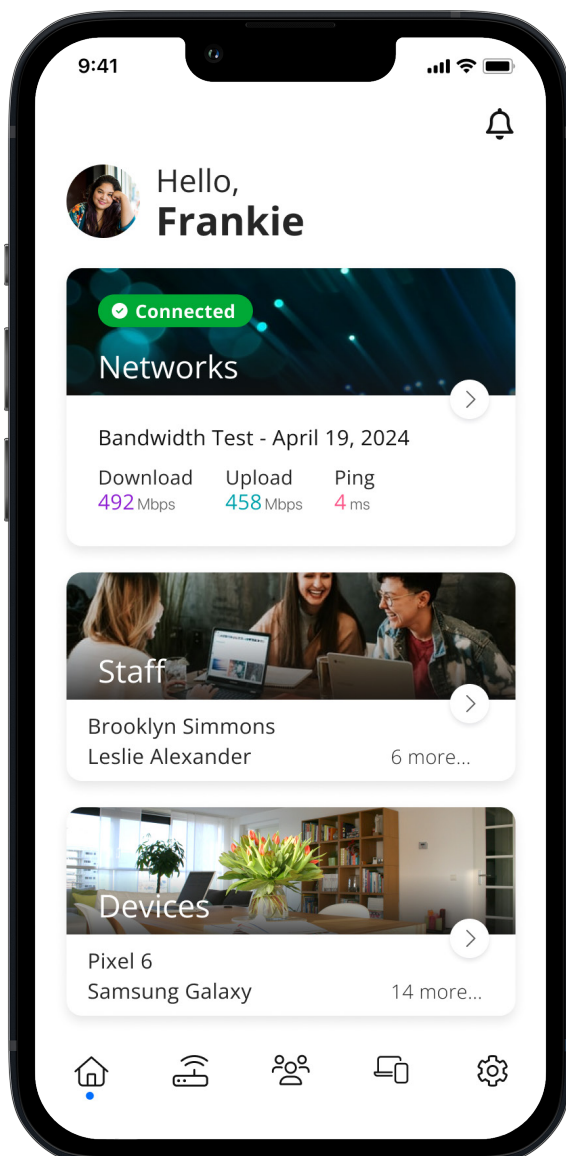 9:41
Hello,
Frankie
Connected
Networks
Bandwidth Test - April 19, 2024
Download Upload Ping
492 Mbps 458 Mbps 4 ms
Staff
Brooklyn Simmons
Leslie Alexander 6 more...
Devices
Pixel 6
Samsung Galaxy 14 more...